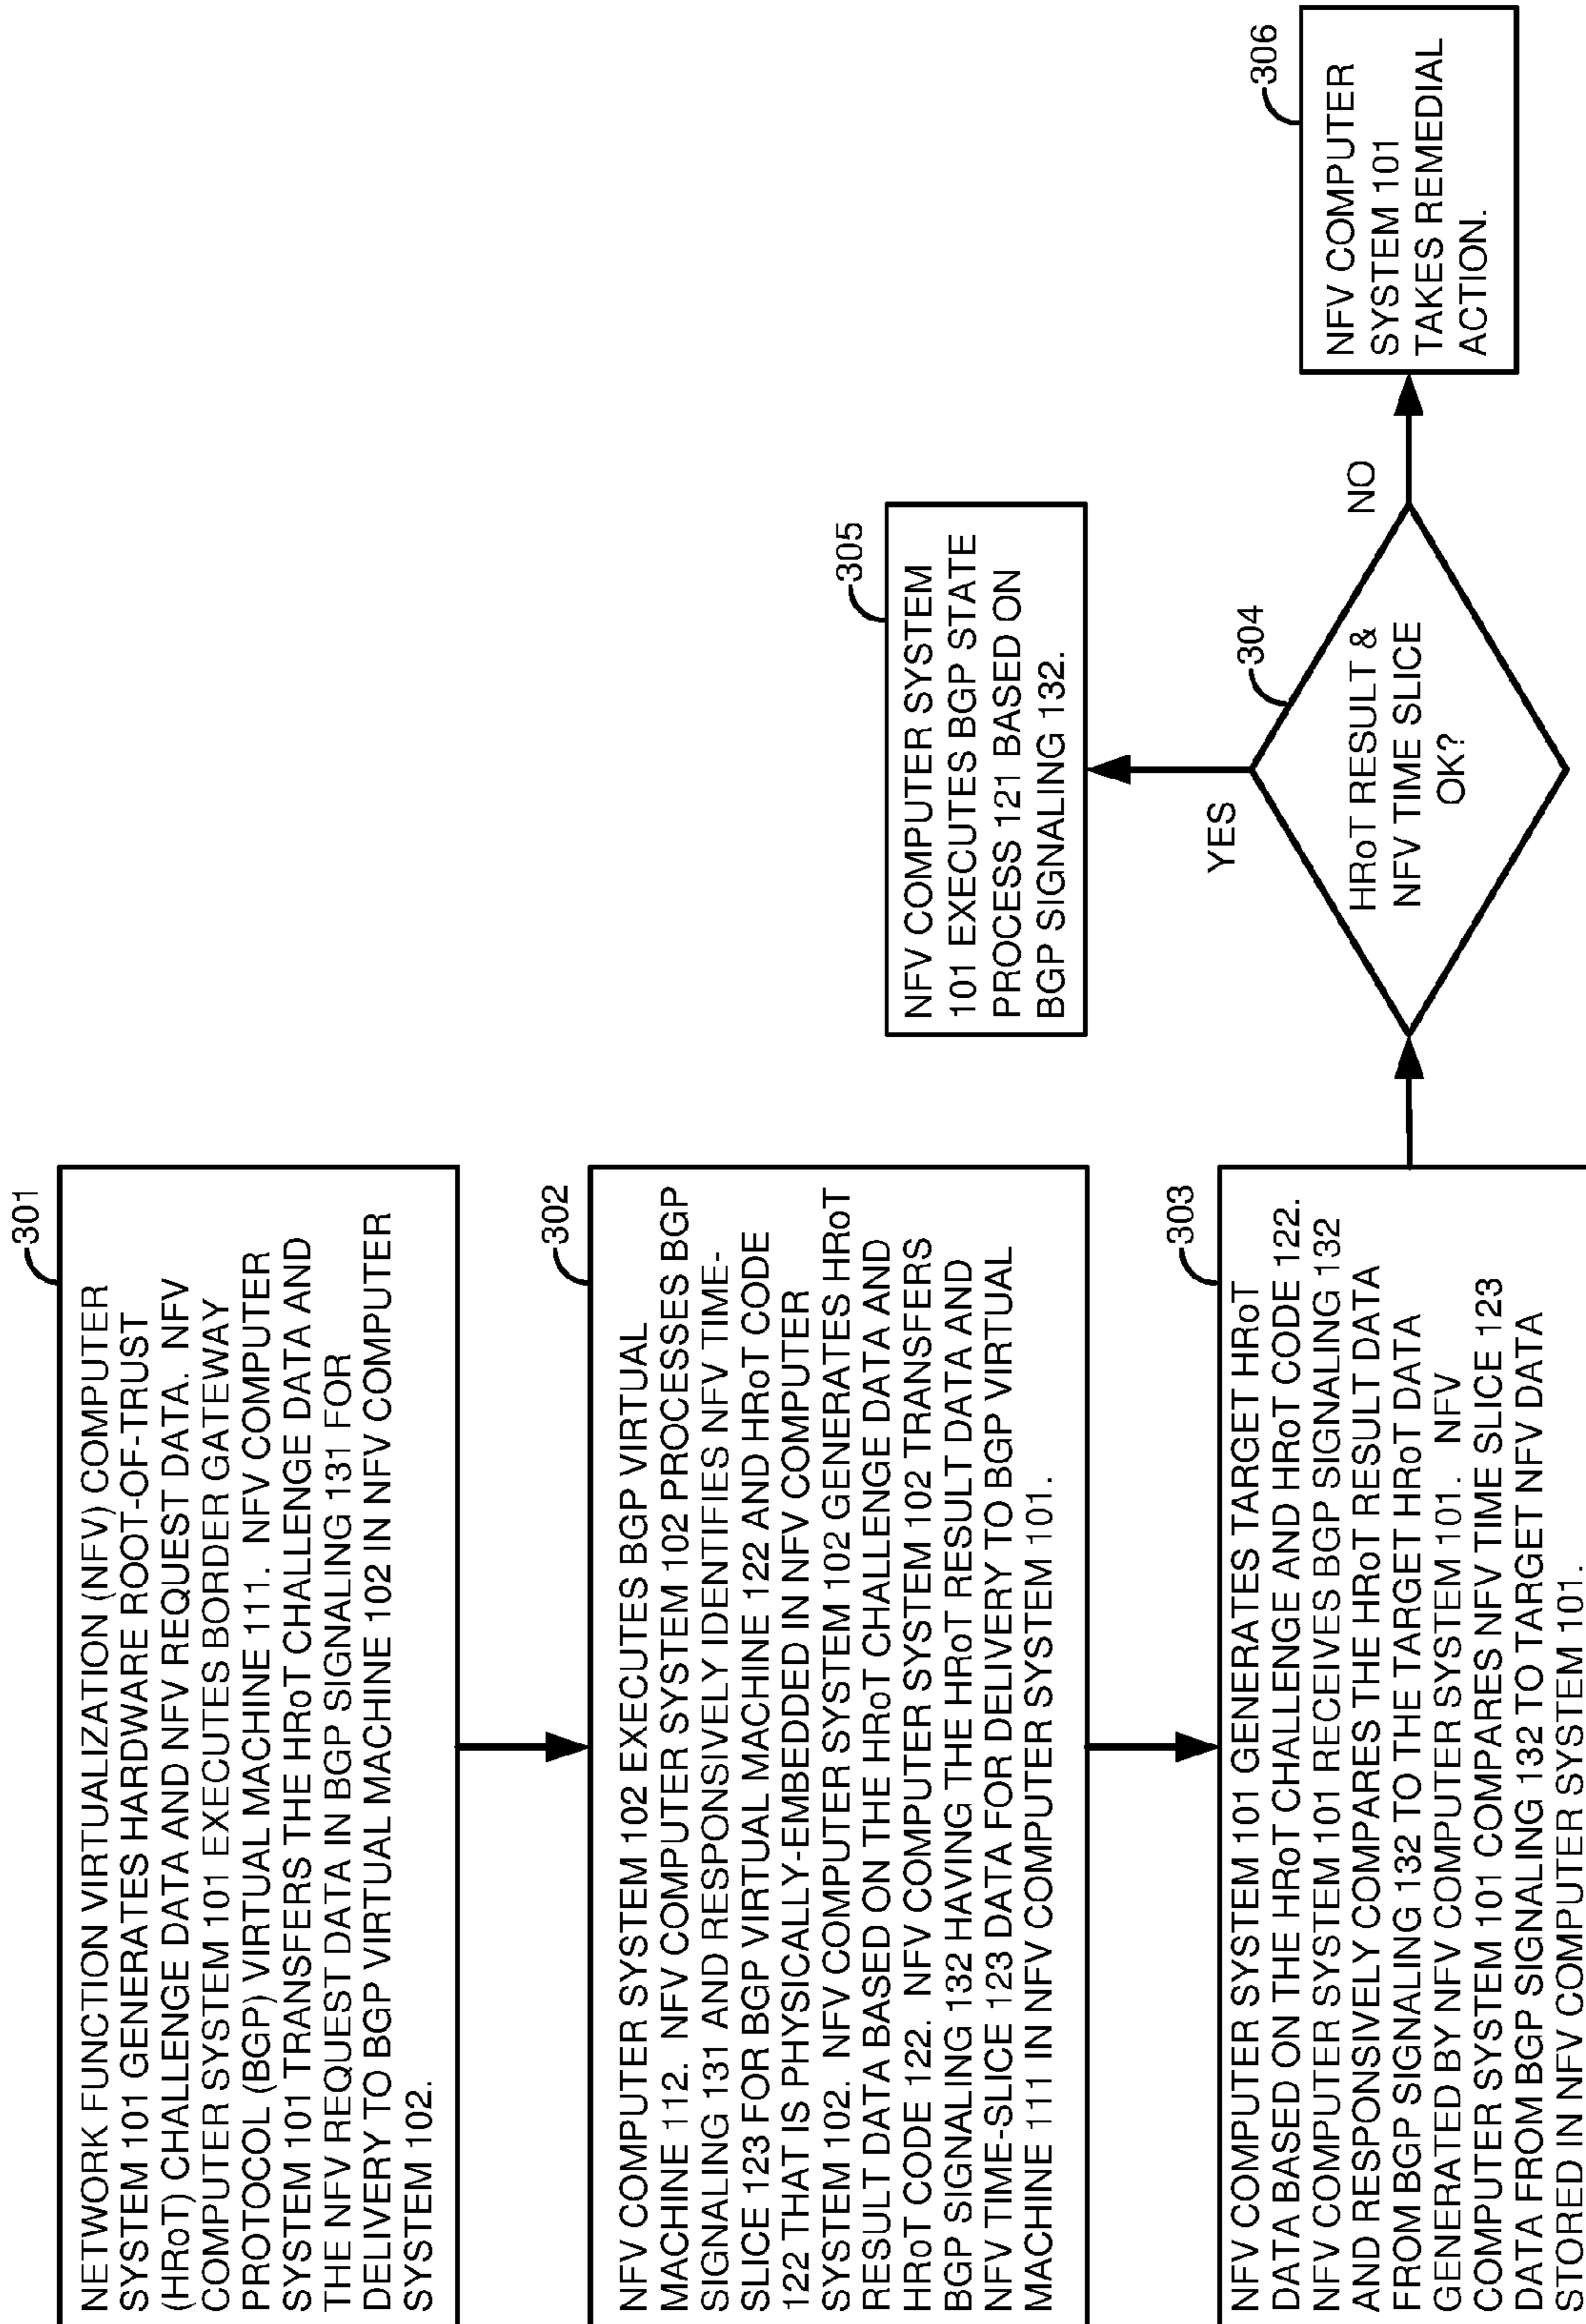 301
NETWORK FUNCTION VIRTUALIZATION (NFV) COMPUTER
SYSTEM 101 GENERATES HARDWARE ROOT-OF-TRUST
(HRoT) CHALLENGE DATA AND NFV REQUEST DATA. NFV
COMPUTER SYSTEM 101 EXECUTES BORDER GATEWAY
PROTOCOL (BGP) VIRTUAL MACHINE 111. NFV COMPUTER
SYSTEM 101 TRANSFERS THE HRoT CHALLENGE DATA AND
THE NFV REQUEST DATA IN BGP SIGNALING 131 FOR
DELIVERY TO BGP VIRTUAL MACHINE 102 IN NFV COMPUTER
SYSTEM 102.
302
NFV COMPUTER SYSTEM 102 EXECUTES BGP VIRTUAL
MACHINE 112. NFV COMPUTER SYSTEM 102 PROCESSES BGP
SIGNALING 131 AND RESPONSIVELY IDENTIFIES NFV TIME-
SLICE 123 FOR BGP VIRTUAL MACHINE 122 AND HRoT CODE
122 THAT IS PHYSICALLY-EMBEDDED IN NFV COMPUTER
SYSTEM 102. NFV COMPUTER SYSTEM 102 GENERATES HRoT
RESULT DATA BASED ON THE HRoT CHALLENGE DATA AND
HRoT CODE 122. NFV COMPUTER SYSTEM 102 TRANSFERS
BGP SIGNALING 132 HAVING THE HRoT RESULT DATA AND
NFV TIME-SLICE 123 DATA FOR DELIVERY TO BGP VIRTUAL
MACHINE 111 IN NFV COMPUTER SYSTEM 101.
303
NFV COMPUTER SYSTEM 101 GENERATES TARGET HRoT
DATA BASED ON THE HRoT CHALLENGE AND HRoT CODE 122.
NFV COMPUTER SYSTEM 101 RECEIVES BGP SIGNALING 132
AND RESPONSIVELY COMPARES THE HRoT RESULT DATA
FROM BGP SIGNALING 132 TO THE TARGET HRoT DATA
GENERATED BY NFV COMPUTER SYSTEM 101. NFV
COMPUTER SYSTEM 101 COMPARES NFV TIME SLICE 123
DATA FROM BGP SIGNALING 132 TO TARGET NFV DATA
STORED IN NFV COMPUTER SYSTEM 101.
304
HRoT RESULT &
NFV TIME SLICE
OK?
YES
NO
305
NFV COMPUTER SYSTEM
101 EXECUTES BGP STATE
PROCESS 121 BASED ON
BGP SIGNALING 132.
306
NFV COMPUTER
SYSTEM 101
TAKES REMEDIAL
ACTION.